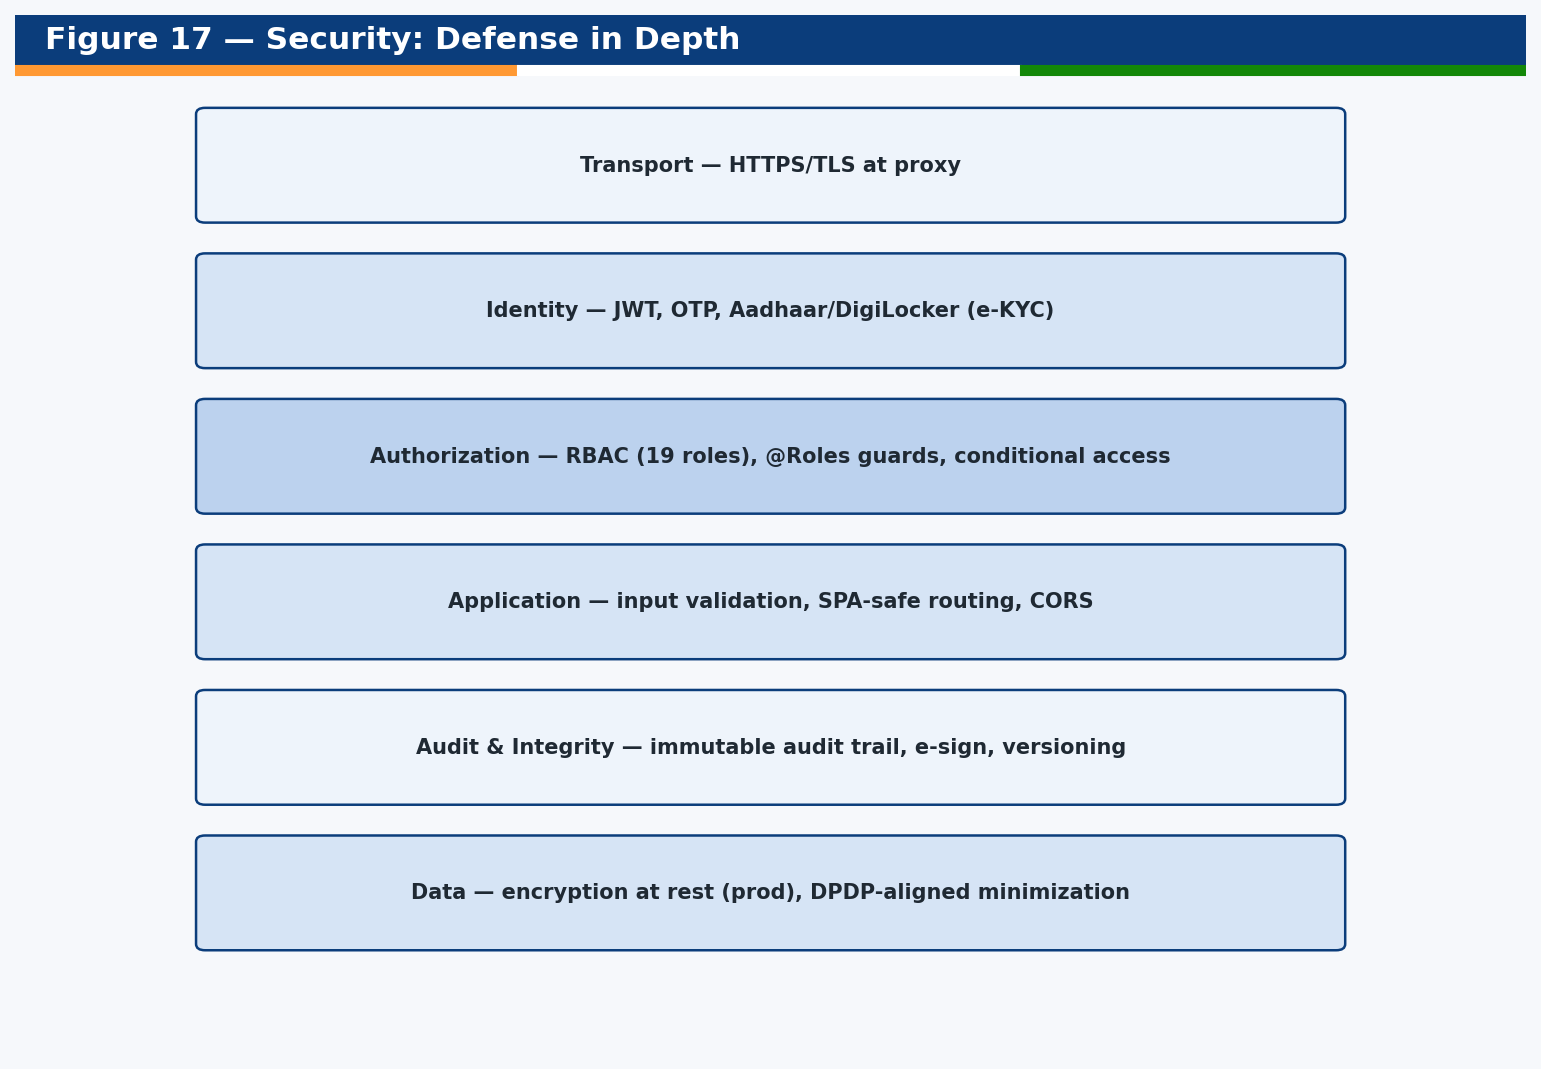 Figure 17 — Security: Defense in Depth
Transport — HTTPS/TLS at proxy
Identity — JWT, OTP, Aadhaar/DigiLocker (e-KYC)
Authorization — RBAC (19 roles), @Roles guards, conditional access
Application — input validation, SPA-safe routing, CORS
Audit & Integrity — immutable audit trail, e-sign, versioning
Data — encryption at rest (prod), DPDP-aligned minimization